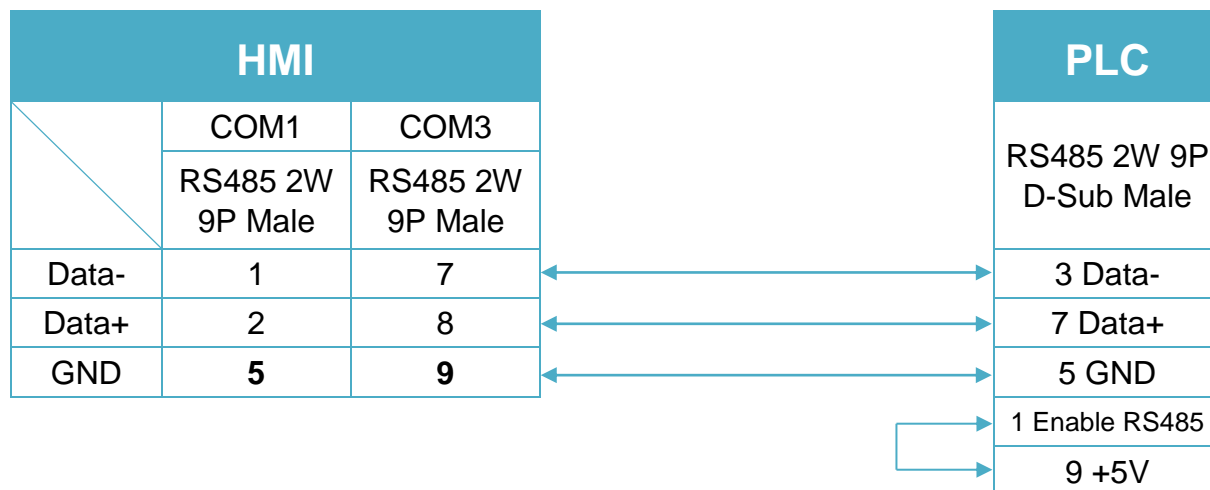 HMI
PLC
COM1 COM3
RS485 2W
9P Male
RS485 2W
9P Male
RS485 2W 9P
D-Sub Male
Data- 1 7 3 Data-
Data+ 2 8 7 Data+
GND 5 9 5 GND
1 Enable RS485
9 +5V